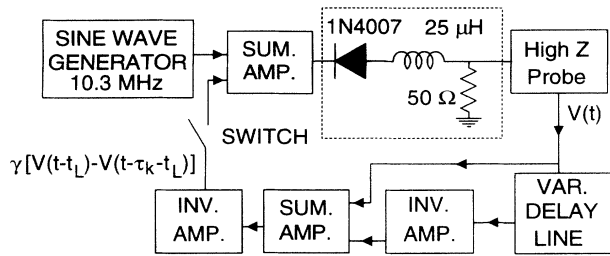 SINE WAVE
GENERATOR
10.3 MHz
SUM.
AMP.
1N4007
25 μH
50 Ω
High Z
Probe
V(t)
SWITCH
γ[V(t-t_L)-V(t-τ_k-t_L)]
INV.
AMP.
SUM.
AMP.
INV.
AMP.
VAR.
DELAY
LINE